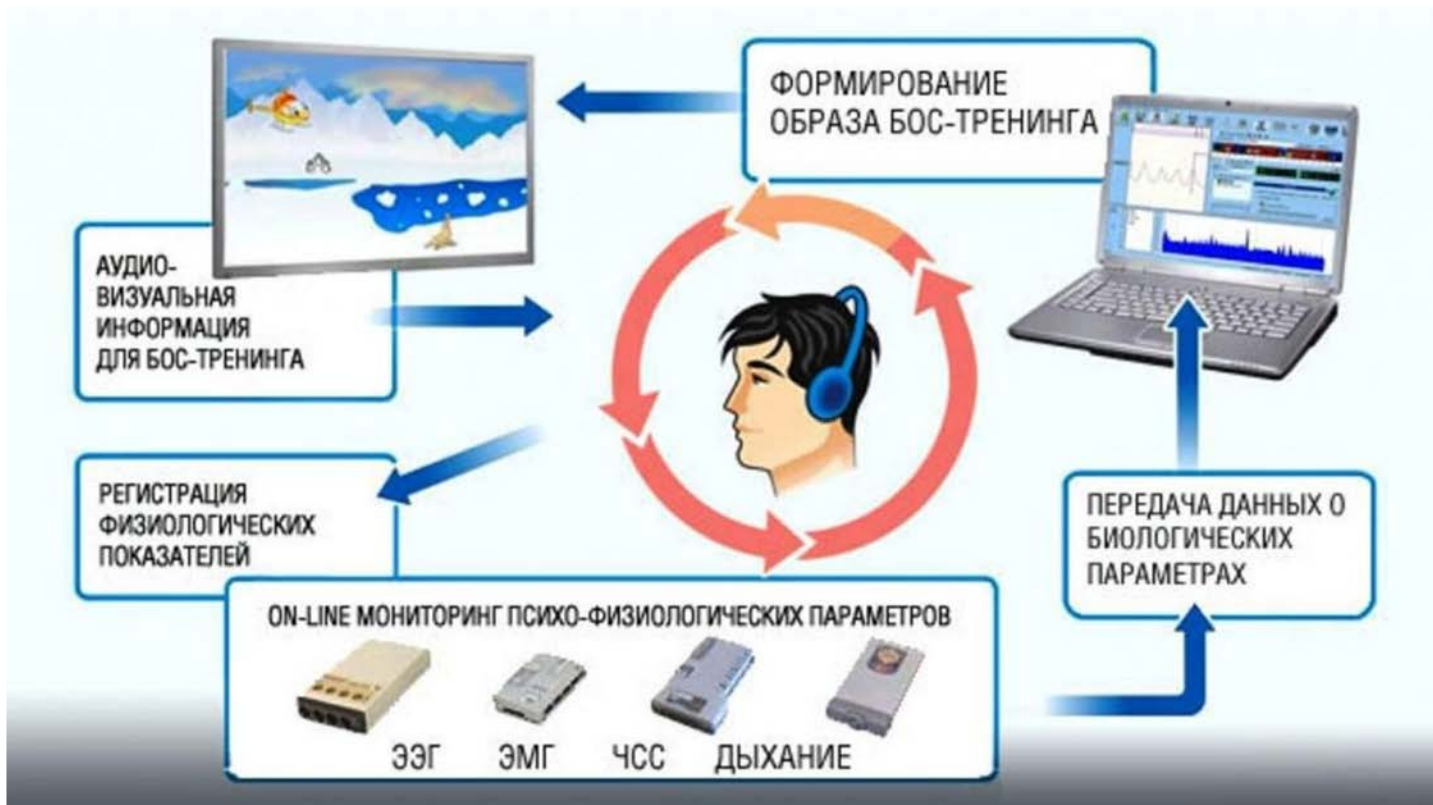 ФОРМИРОВАНИЕ
ОБРАЗА БОС-ТРЕНИНГА
АУДИО-
ВИЗУАЛЬНАЯ
ИНФОРМАЦИЯ
ДЛЯ БОС-ТРЕНИНГА
РЕГИСТРАЦИЯ
ФИЗИОЛОГИЧЕСКИХ
ПОКАЗАТЕЛЕЙ
ПЕРЕДАЧА ДАННЫХ О
БИОЛОГИЧЕСКИХ
ПАРАМЕТРАХ
ON-LINE МОНИТОРИНГ ПСИХО-ФИЗИОЛОГИЧЕСКИХ ПАРАМЕТРОВ
ЭЭГ ЭМГ ЧСС ДЫХАНИЕ